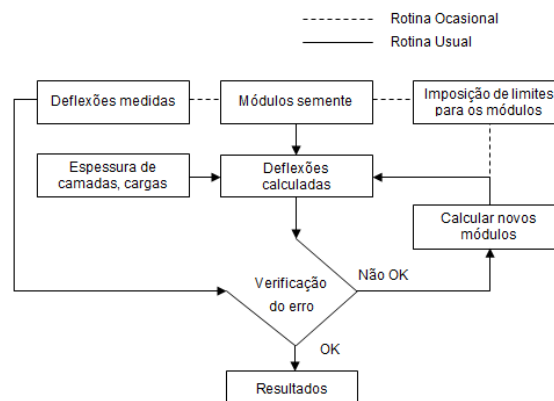 Rotina Ocasional
Rotina Usual
Deflexões medidas
Módulos semente
Imposição de limites
para os módulos
Espessura de
camadas, cargas
Deflexões
calculadas
Calcular novos
módulos
Verificação
do erro
Não OK
OK
Resultados